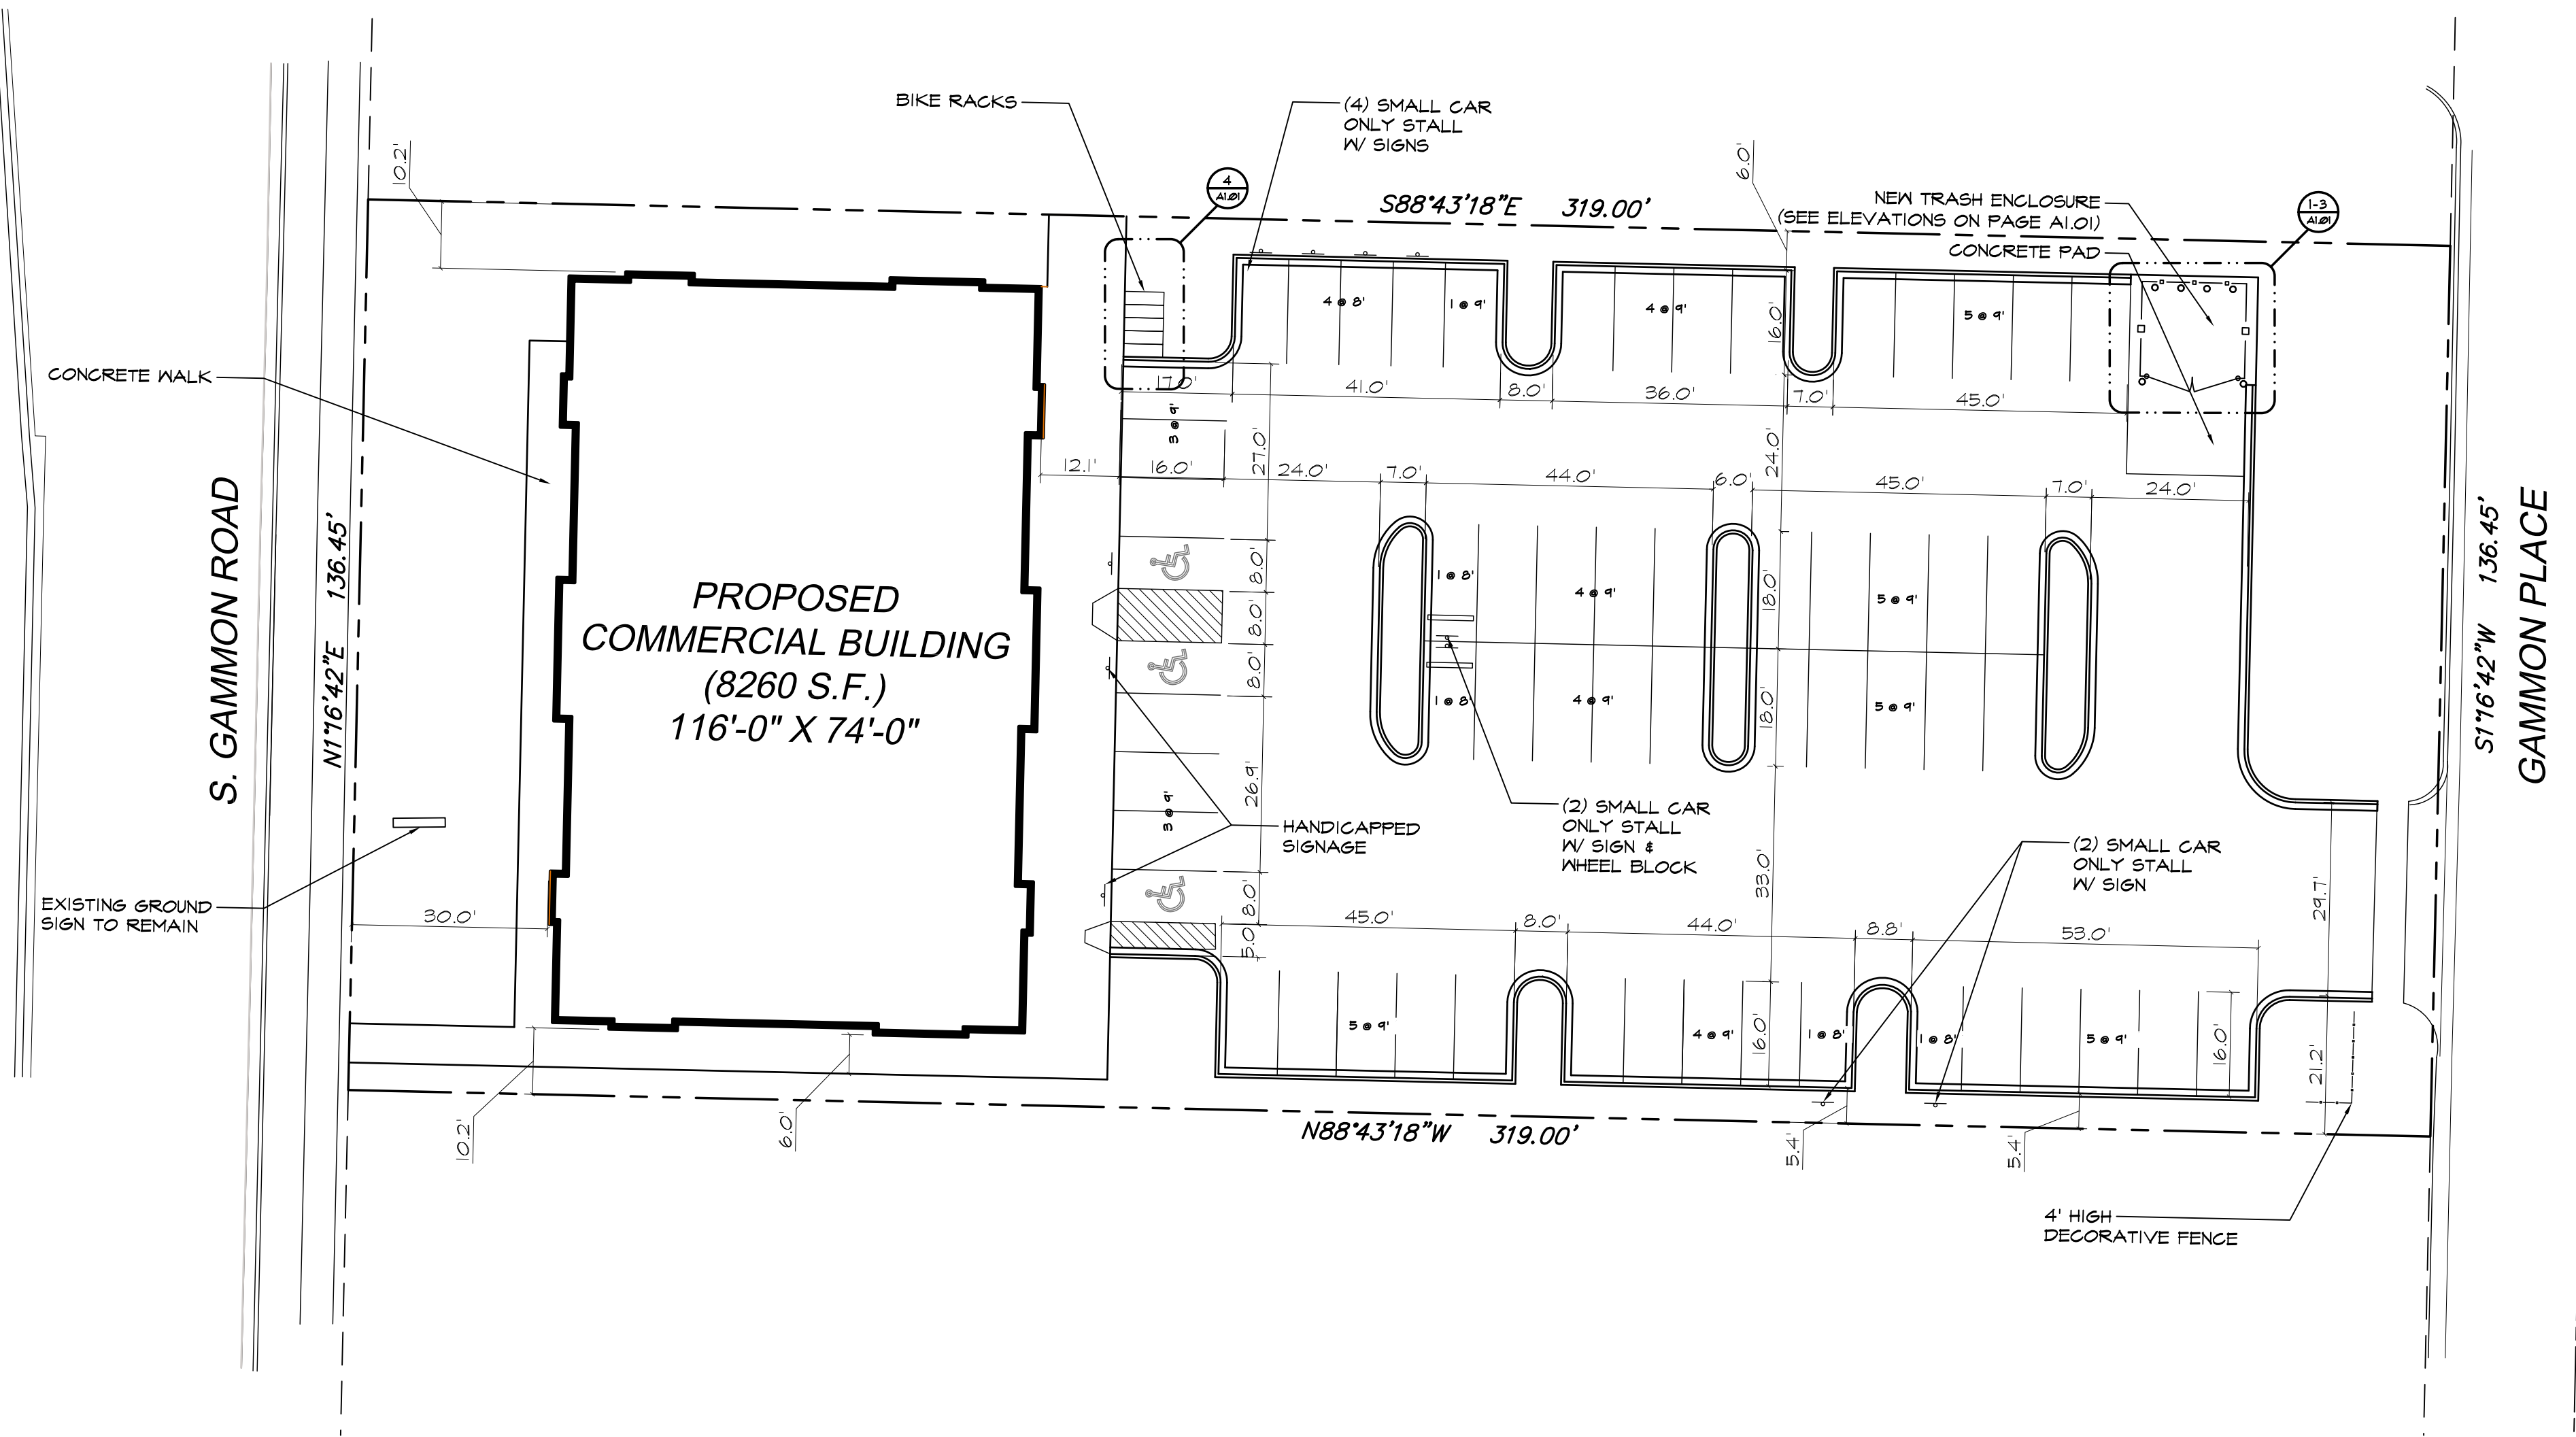 BIKE RACKS
(4) SMALL CAR
ONLY STALL
W/ SIGNS
10.2'
6.0'
4
A1.01
1-3
A1.01
S88°43'18"E 319.00'
NEW TRASH ENCLOSURE
(SEE ELEVATIONS ON PAGE A1.01)
CONCRETE PAD
4 @ 8'
1 @ 9'
4 @ 9'
5 @ 9'
16.0'
CONCRETE WALK
17.0'
41.0'
8.0'
36.0'
7.0'
45.0'
3 @ 9'
27.0'
24.0'
12.1'
16.0'
24.0'
7.0'
44.0'
6.0'
45.0'
7.0'
24.0'
S. GAMMON ROAD
N1°16'42"E 136.45'
S1°16'42"W 136.45'
GAMMON PLACE
PROPOSED
COMMERCIAL BUILDING
(8260 S.F.)
116'-0" X 74'-0"
8.0'
8.0'
8.0'
1 @ 8'
4 @ 9'
18.0'
5 @ 9'
1 @ 8'
4 @ 9'
18.0'
5 @ 9'
26.9'
3 @ 9'
HANDICAPPED
SIGNAGE
(2) SMALL CAR
ONLY STALL
W/ SIGN &
WHEEL BLOCK
33.0'
(2) SMALL CAR
ONLY STALL
W/ SIGN
29.7'
EXISTING GROUND
SIGN TO REMAIN
30.0'
8.0'
5.0'
45.0'
8.0'
44.0'
8.8'
53.0'
5 @ 9'
4 @ 9'
16.0'
1 @ 8'
1 @ 8'
5 @ 9'
16.0'
21.2'
10.2'
6.0'
N88°43'18"W 319.00'
5.4'
5.4'
4' HIGH
DECORATIVE FENCE